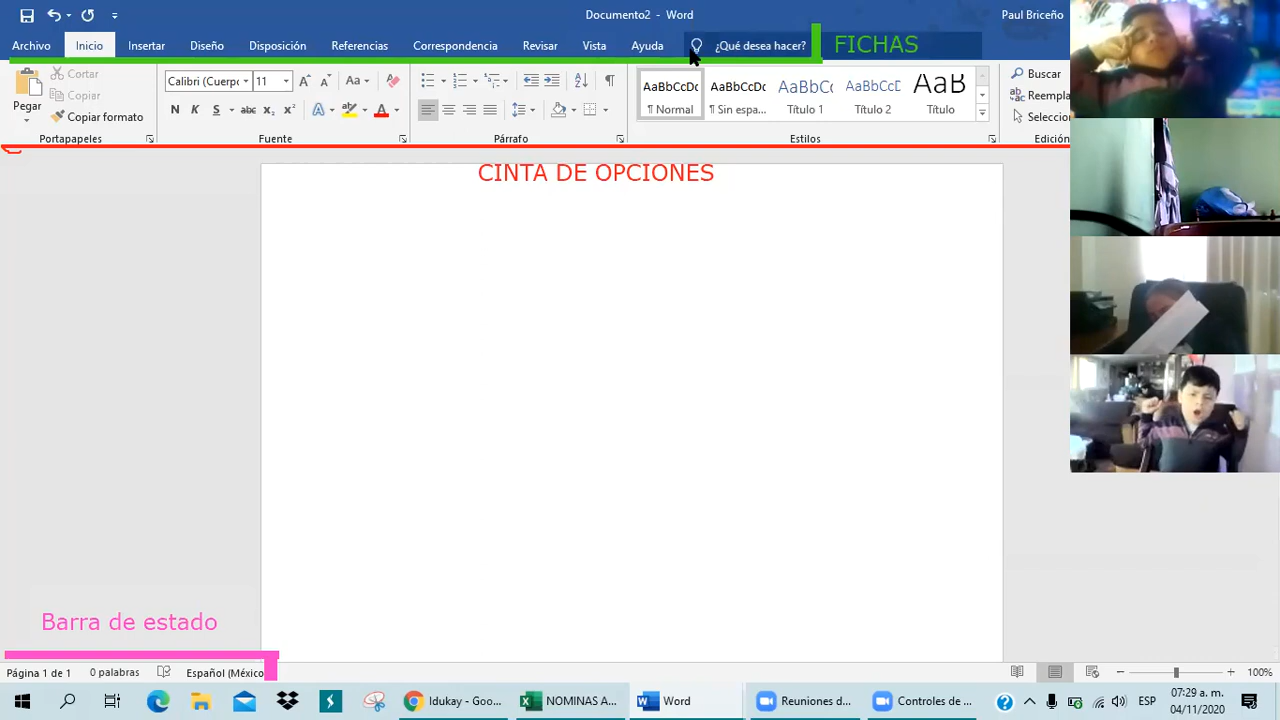 Documento2 - Word
Paul Briceño
Archivo Inicio Insertar Diseño Disposición Referencias Correspondencia Revisar Vista Ayuda ¿Qué desea hacer? FICHAS
Pegar
Cortar
Copiar
Copiar formato
Portapapeles
Calibri (Cuerpo 11
Fuente
Párrafo
AaBbCcDc AaBbCcDc AaBbCc AaBbCcD AaB
¶ Normal ¶ Sin espa... Título 1 Título 2 Título
Estilos
Buscar
Reempla
Seleccio
Edición
CINTA DE OPCIONES
Barra de estado
Página 1 de 1 0 palabras Español (México
100%
Idukay - Goo... NOMINAS A... Word Reuniones d... Controles de ...
ESP
07:29 a. m.
04/11/2020